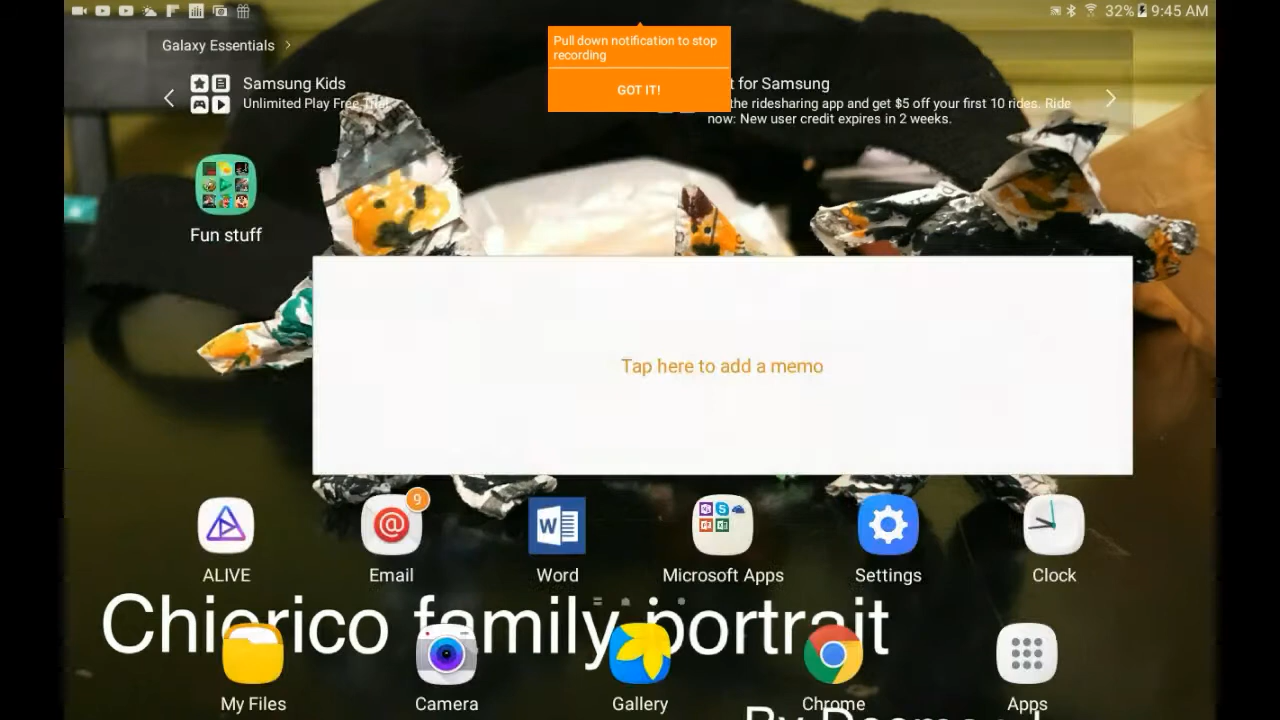 32% 9:45 AM
Galaxy Essentials >
Pull down notification to stop
recording
GOT IT!
Samsung Kids
Unlimited Play Free Trial
t for Samsung
the ridesharing app and get $5 off your first 10 rides. Ride
now: New user credit expires in 2 weeks.
Fun stuff
Tap here to add a memo
9
ALIVE
Email
Word
Microsoft Apps
Settings
Clock
Chierico family portrait
My Files
Camera
Gallery
Chrome
Apps
By